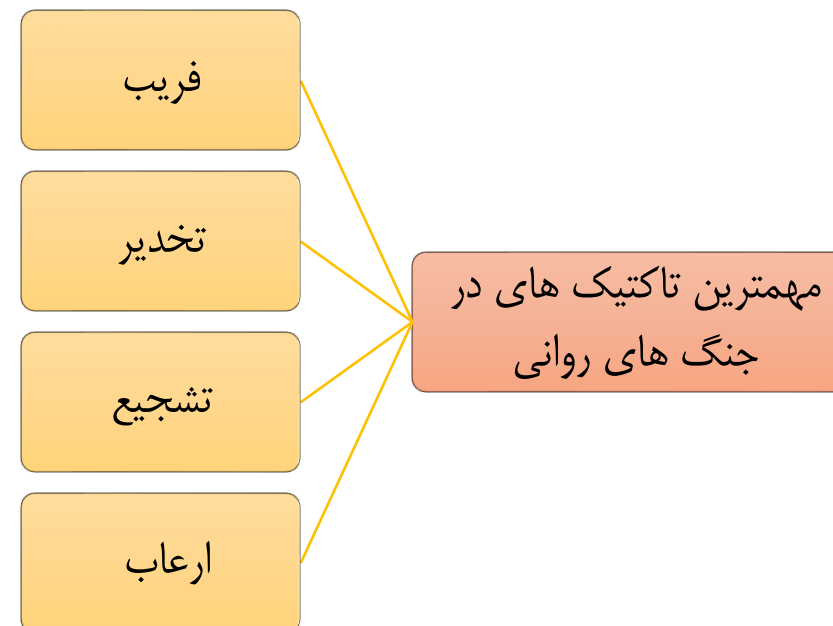 مهمترین تاکتیک های در
جنگ های روانی
فریب
تخدیر
تشجیع
ارعاب